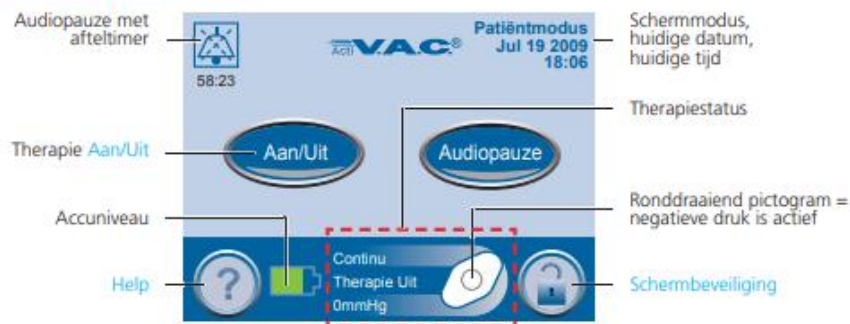 Audiopauze met
afteltimer
58:23
Acti V.A.C.®
Patiëntmodus
Jul 19 2009
18:06
Schermmodus,
huidige datum,
huidige tijd
Therapiestatus
Therapie Aan/Uit
Aan/Uit
Audiopauze
Ronddraaiend pictogram =
negatieve druk is actief
Accuniveau
Continu
Therapie Uit
0mmHg
Help
?
Schermbeveiliging